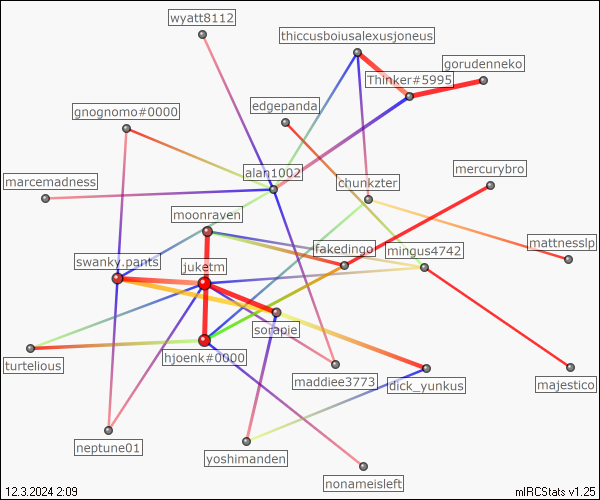 wyatt8112
thiccusboiusalexusjoneus
gorudenneko
Thinker#5995
edgepanda
gnognomo#0000
mercurybro
alan1002
chunkzter
marcemadness
moonraven
mattnesslp
fakedingo
mingus4742
swanky.pants
juketm
sorapie
hjoenk#0000
turtelious
maddiee3773
dick_yunkus
majestico
neptune01
yoshimanden
nonameisleft
12.3.2024 2:09
mIRCStats v1.25